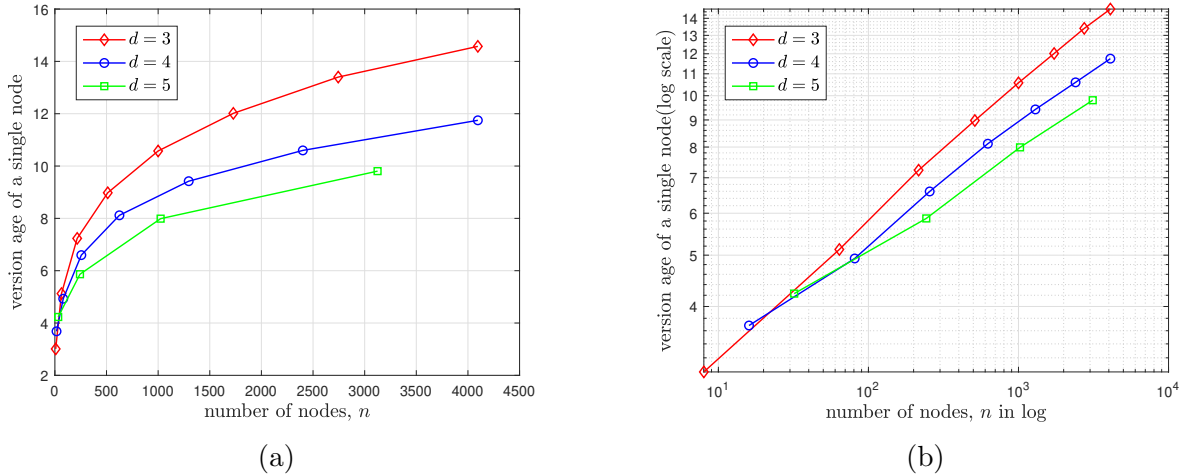 16
14
12
10
8
6
4
2
version age of a single node
d = 3
d = 4
d = 5
0 500 1000 1500 2000 2500 3000 3500 4000 4500
number of nodes, n
(a)
14
13
12
11
10
9
8
7
6
5
4
version age of a single node(log scale)
d = 3
d = 4
d = 5
10^1 10^2 10^3 10^4
number of nodes, n in log
(b)